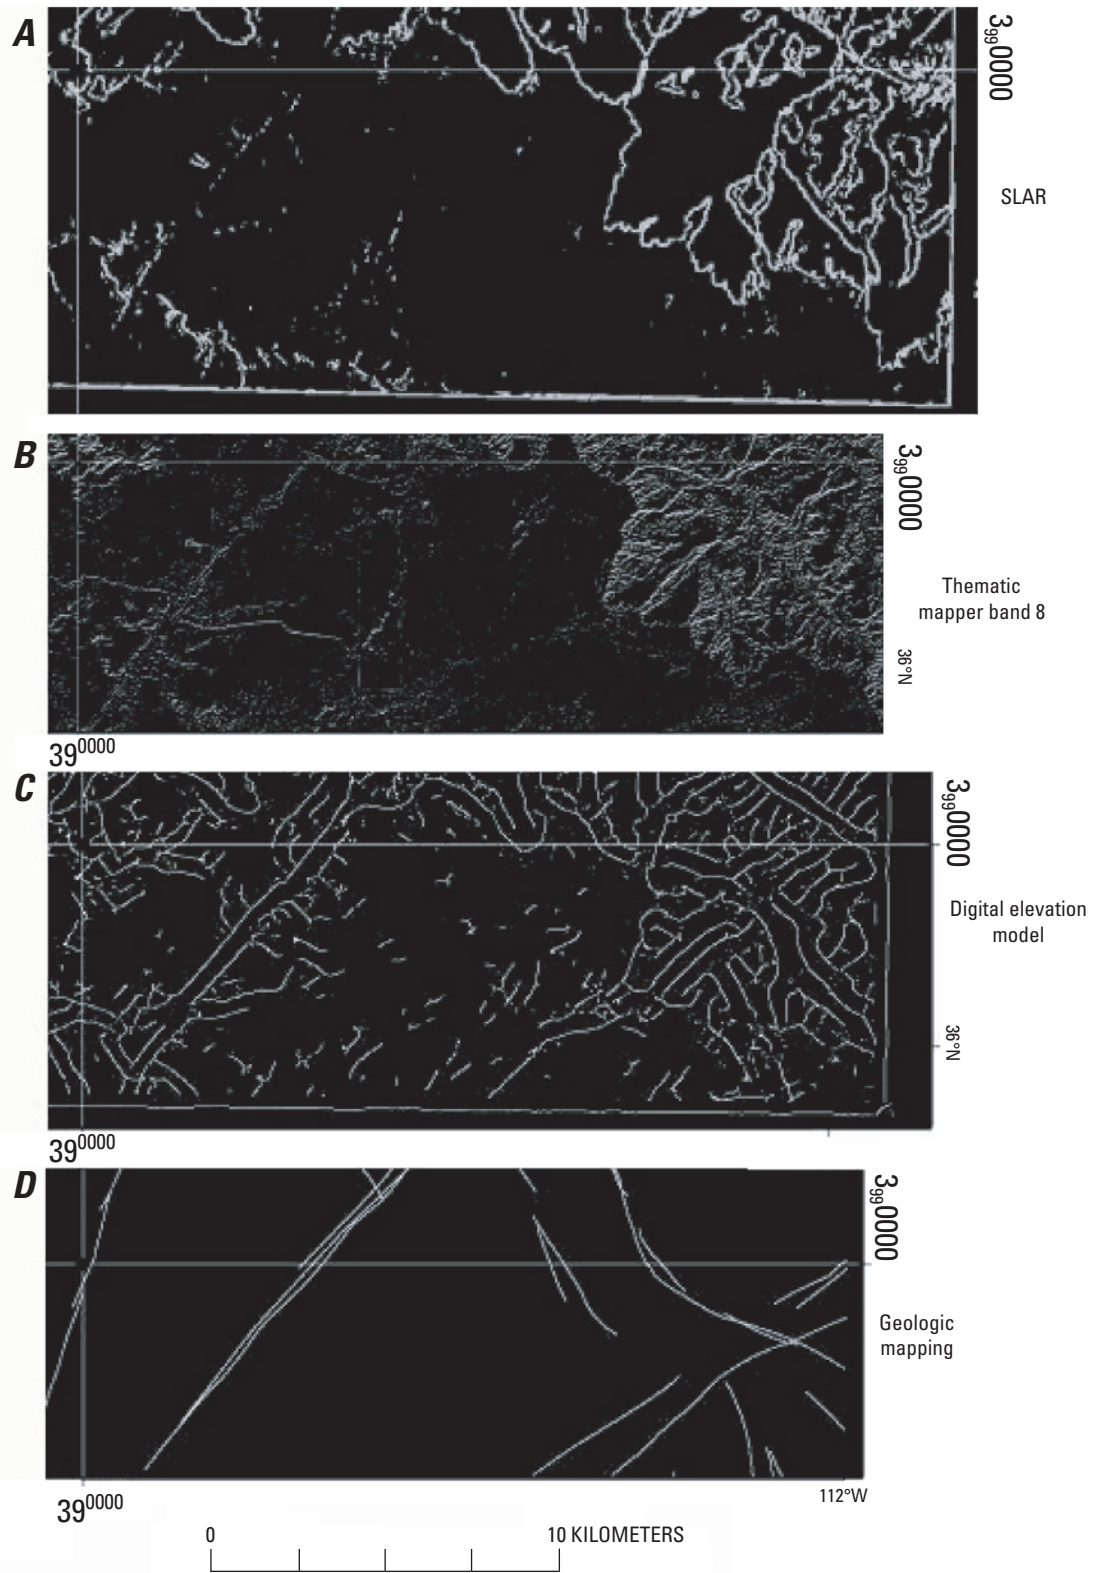 A
3990000
SLAR
B
3990000
Thematic
mapper band 8
36°N
390000
C
3990000
Digital elevation
model
36°N
390000
D
3990000
Geologic
mapping
390000
112°W
0
10 KILOMETERS